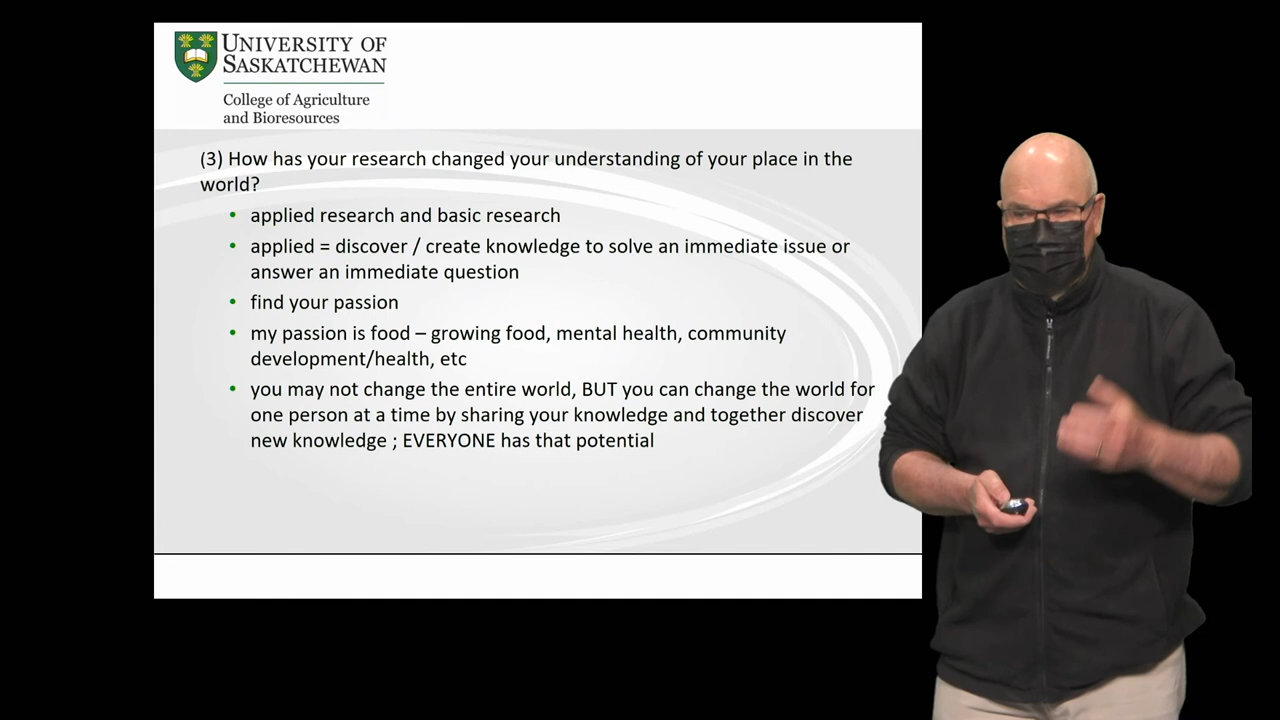 UNIVERSITY OF
SASKATCHEWAN
College of Agriculture
and Bioresources
(3) How has your research changed your understanding of your place in the
world?
• applied research and basic research
• applied = discover / create knowledge to solve an immediate issue or
answer an immediate question
• find your passion
• my passion is food – growing food, mental health, community
development/health, etc
• you may not change the entire world, BUT you can change the world for
one person at a time by sharing your knowledge and together discover
new knowledge ; EVERYONE has that potential